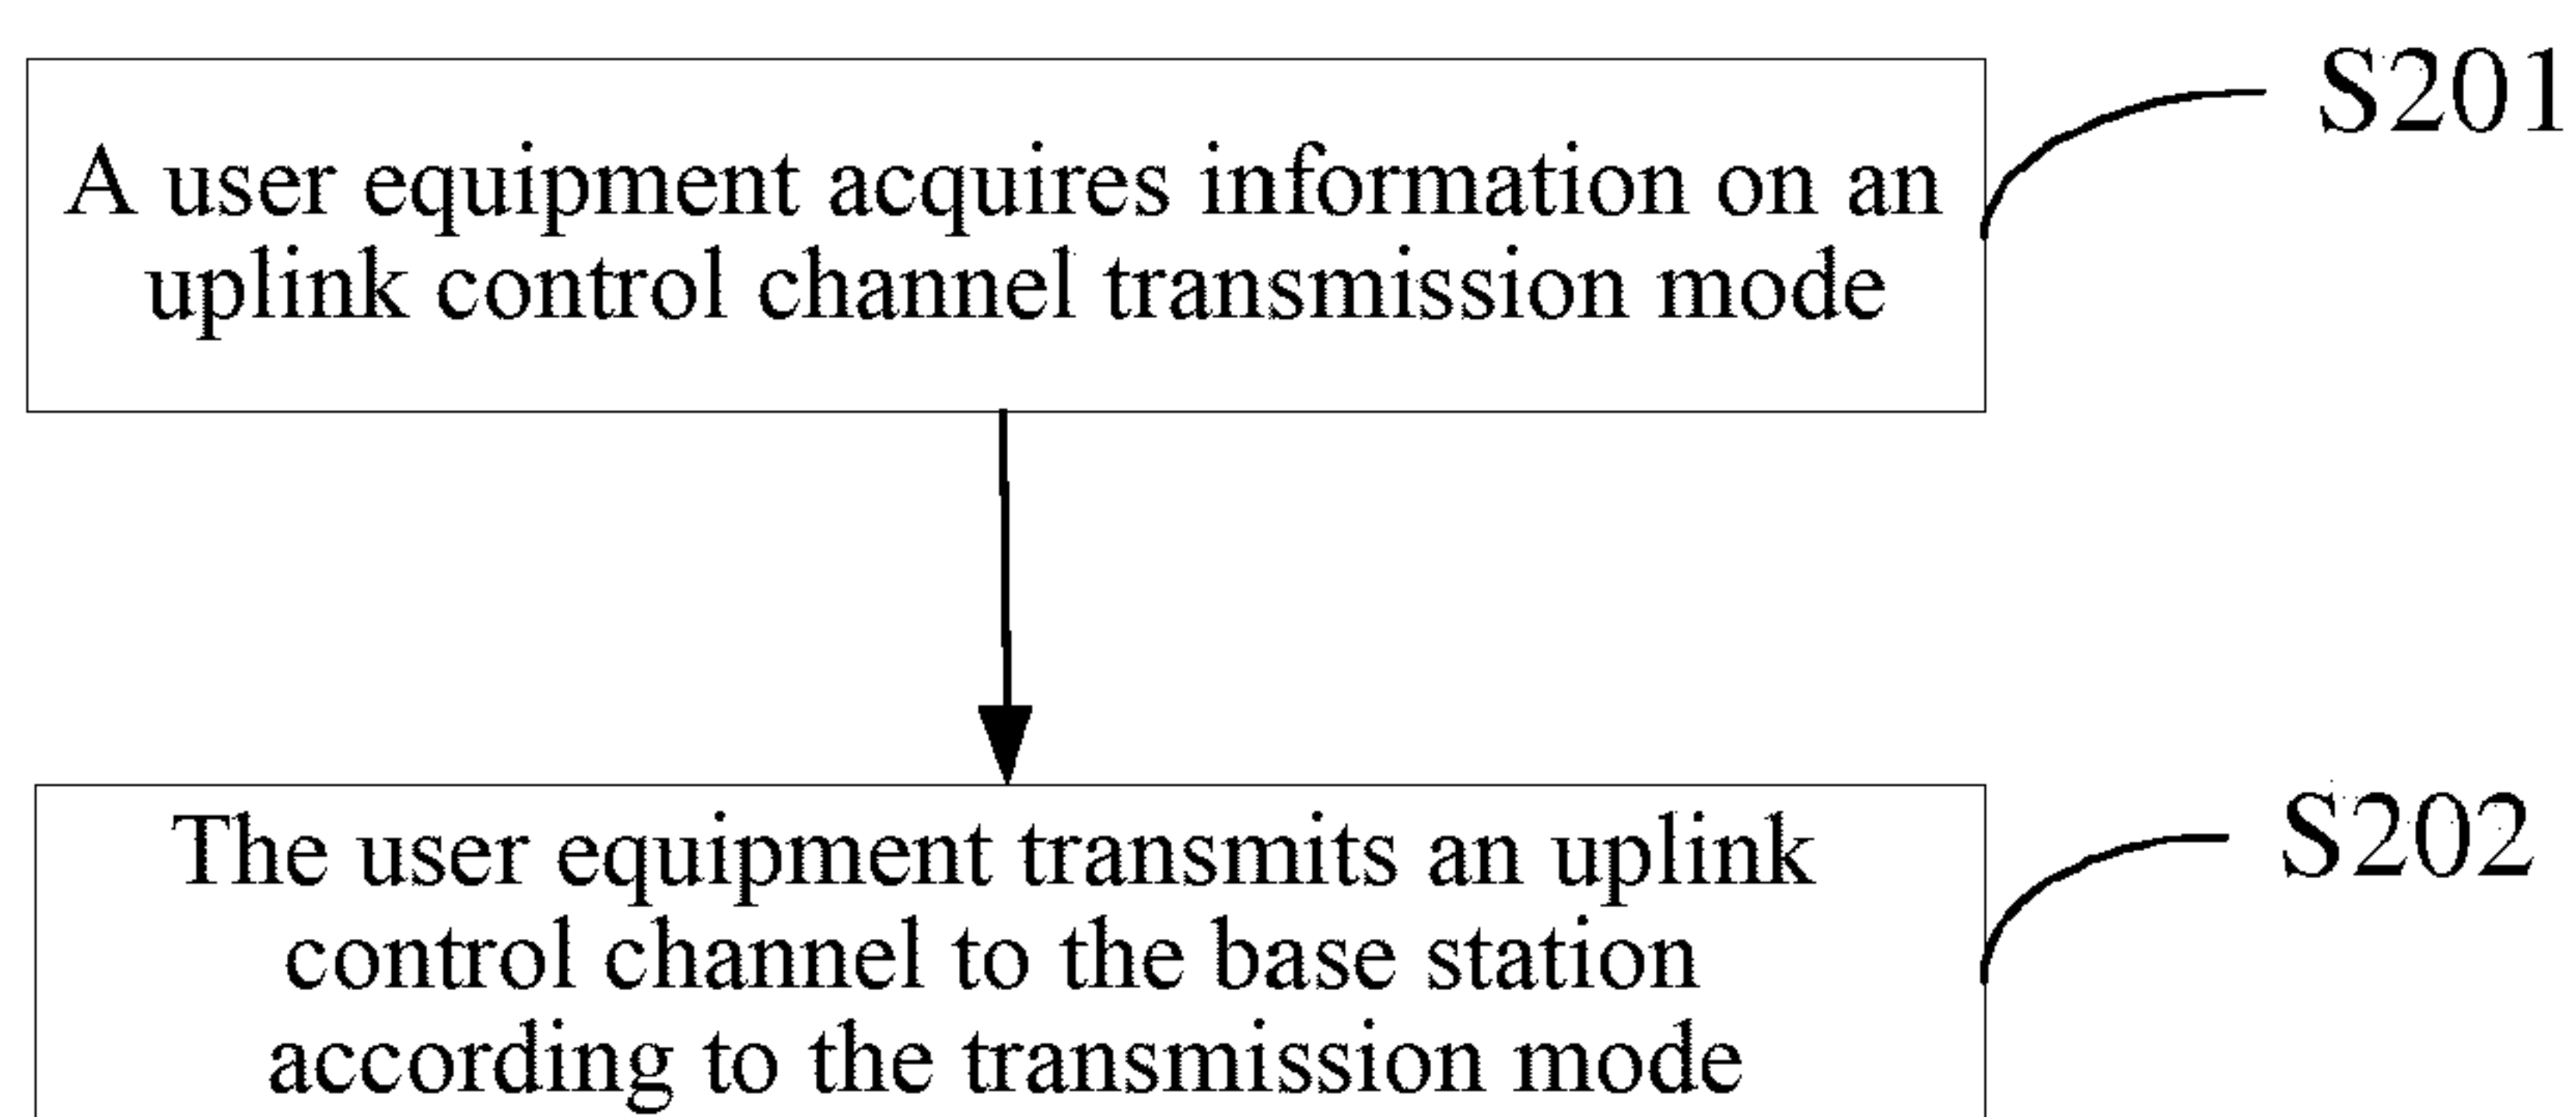 S201
A user equipment acquires information on an
uplink control channel transmission mode
S202
The user equipment transmits an uplink
control channel to the base station
according to the transmission mode